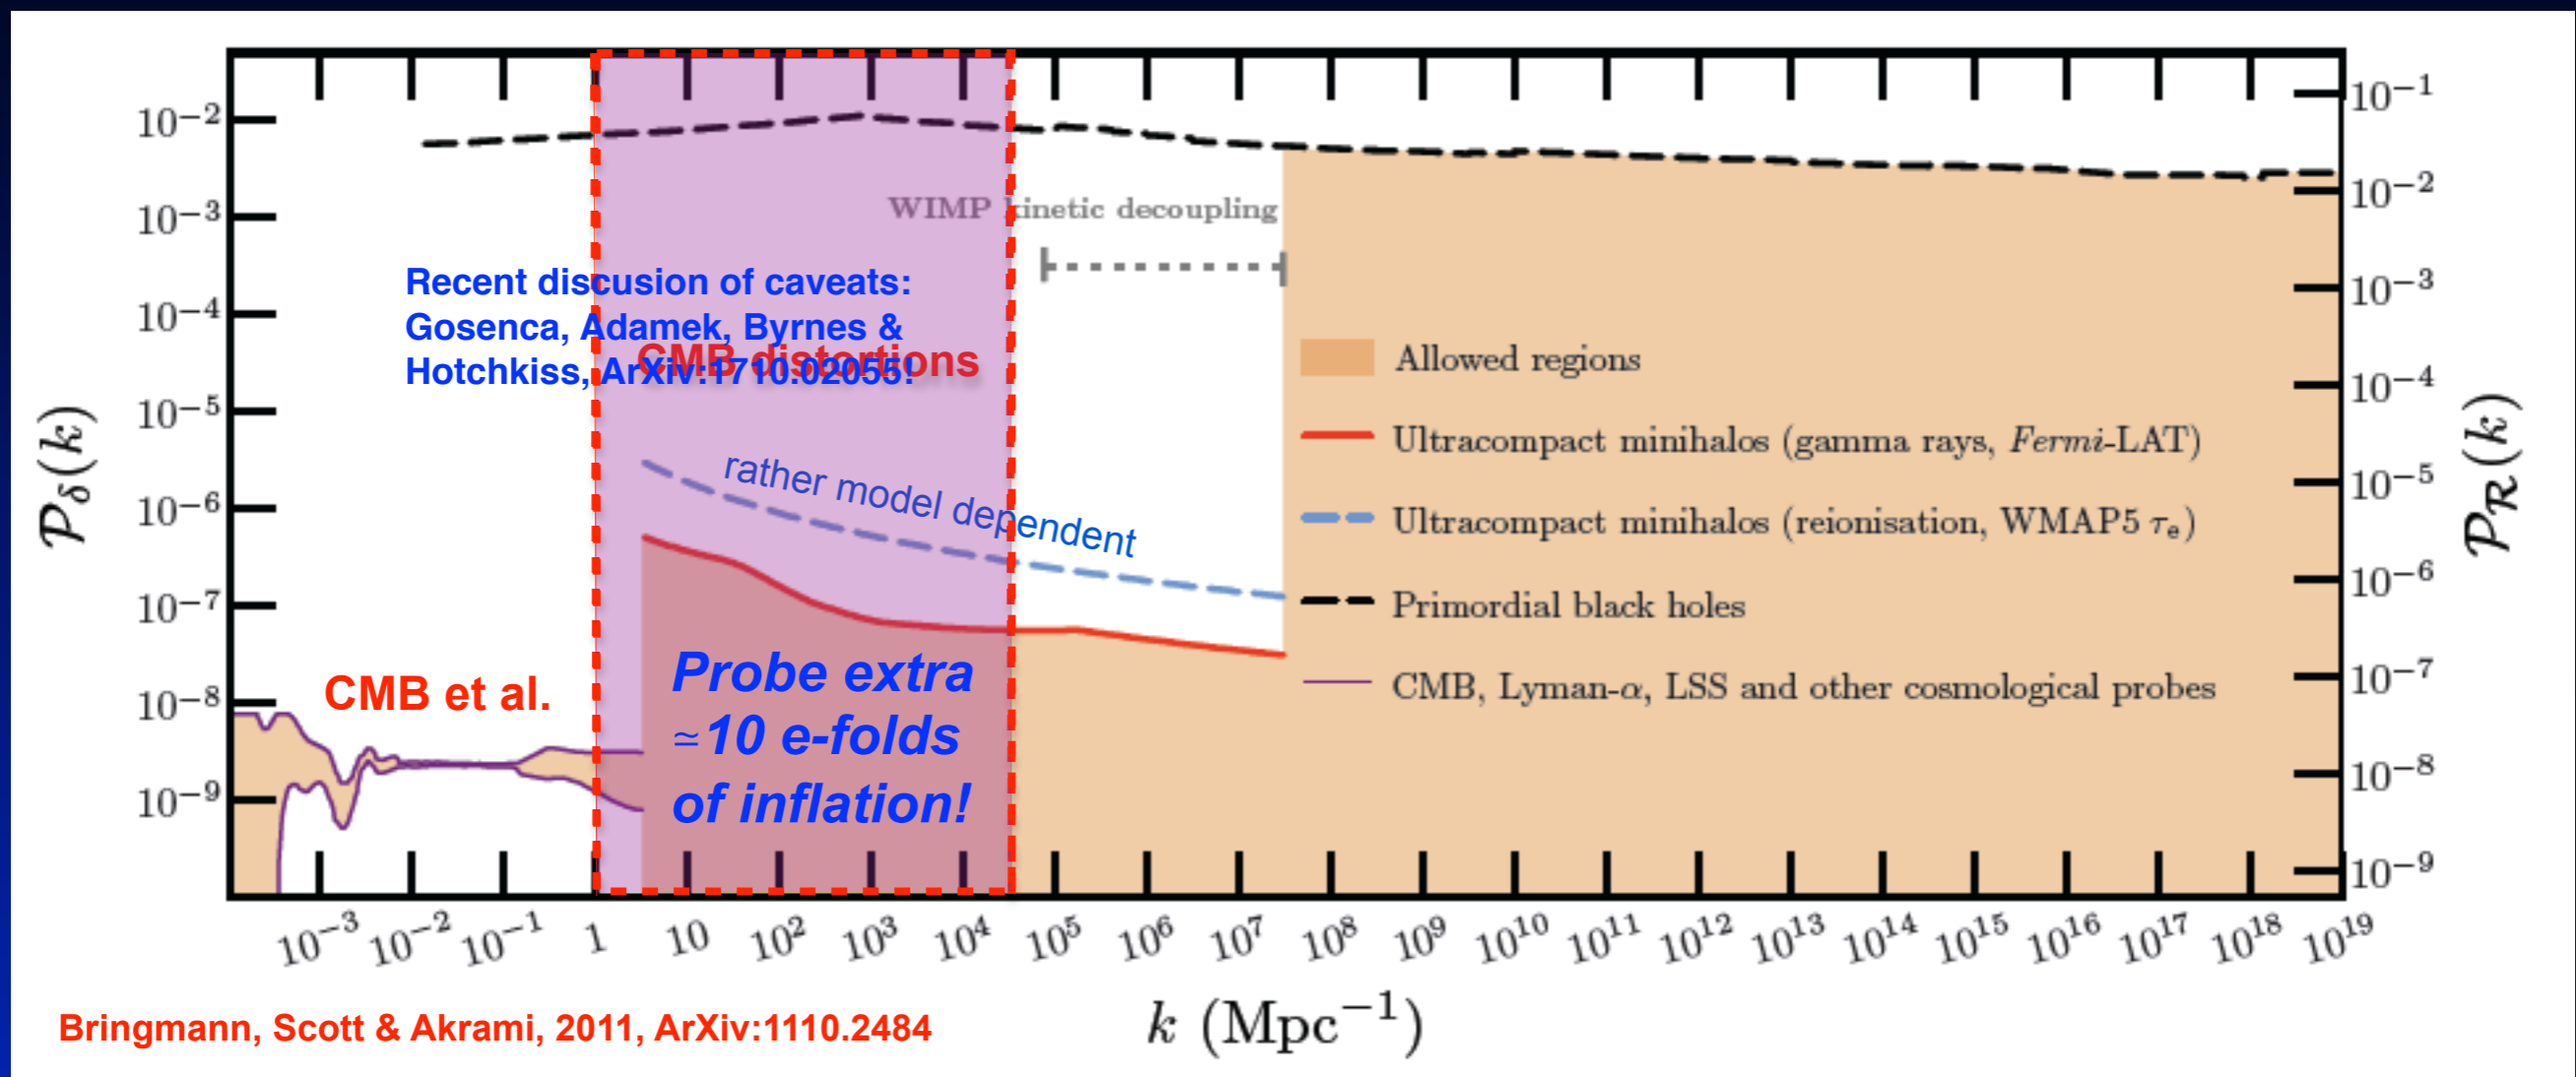 10−2
10−3
10−4
10−5
10−6
10−7
10−8
10−9
𝒫δ(k)
10−1
10−2
10−3
10−4
10−5
10−6
10−7
10−8
10−9
𝒫ℛ(k)
WIMP kinetic decoupling
Recent discusion of caveats:
Gosenca, Adamek, Byrnes &
Hotchkiss, ArXiv:1710.02055!
CMB distortions
rather model dependent
Allowed regions
Ultracompact minihalos (gamma rays, Fermi-LAT)
Ultracompact minihalos (reionisation, WMAP5 τe)
Primordial black holes
CMB, Lyman-α, LSS and other cosmological probes
CMB et al.
Probe extra
≃10 e-folds
of inflation!
10−3 10−2 10−1 1 10 10² 10³ 10⁴ 10⁵ 10⁶ 10⁷ 10⁸ 10⁹ 10¹⁰ 10¹¹ 10¹² 10¹³ 10¹⁴ 10¹⁵ 10¹⁶ 10¹⁷ 10¹⁸ 10¹⁹
k (Mpc−1)
Bringmann, Scott & Akrami, 2011, ArXiv:1110.2484